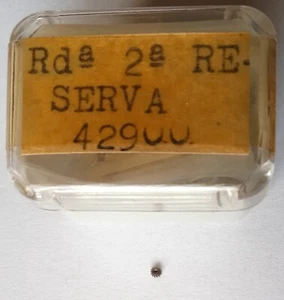 Rdª 2ª RE-
SERVA
42900